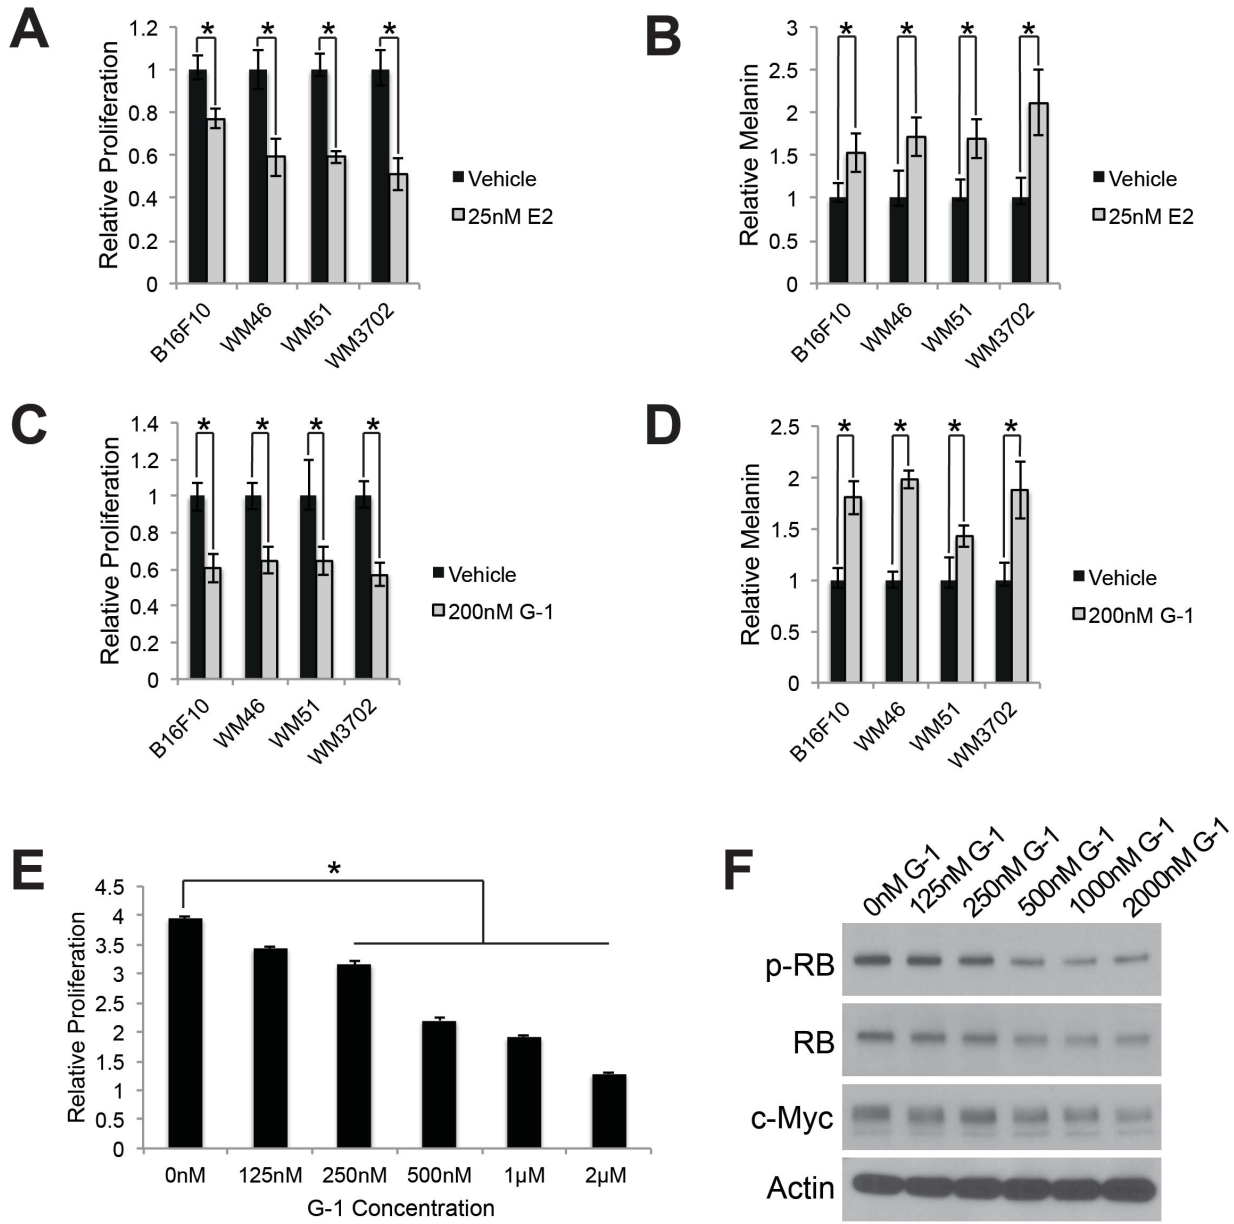 A
Relative Proliferation
1.2
1
0.8
0.6
0.4
0.2
0
* * * *
B16F10
WM46
WM51
WM3702
Vehicle
25nM E2
B
Relative Melanin
3
2.5
2
1.5
1
0.5
0
* * * *
B16F10
WM46
WM51
WM3702
Vehicle
25nM E2
C
Relative Proliferation
1.4
1.2
1
0.8
0.6
0.4
0.2
0
* * * *
B16F10
WM46
WM51
WM3702
Vehicle
200nM G-1
D
Relative Melanin
2.5
2
1.5
1
0.5
0
* * * *
B16F10
WM46
WM51
WM3702
Vehicle
200nM G-1
E
Relative Proliferation
4.5
4
3.5
3
2.5
2
1.5
1
0.5
0
*
0nM 125nM 250nM 500nM 1µM 2µM
G-1 Concentration
F
0nM G-1
125nM G-1
250nM G-1
500nM G-1
1000nM G-1
2000nM G-1
p-RB
RB
c-Myc
Actin